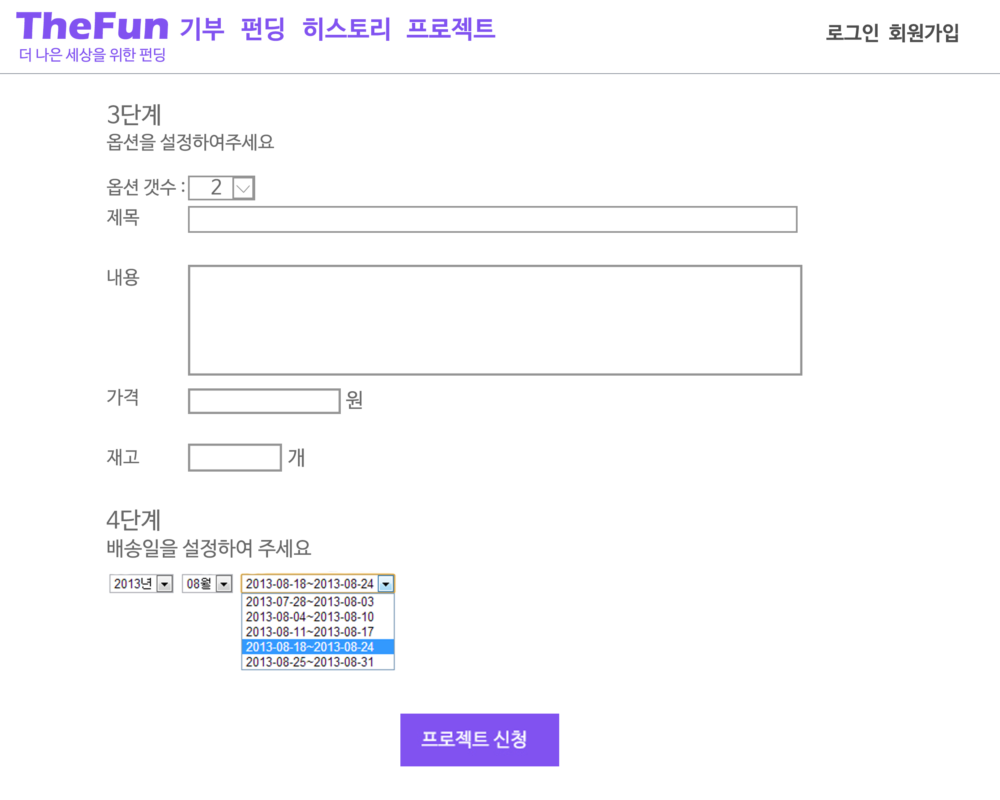 TheFun 기부 펀딩 히스토리 프로젝트 로그인 회원가입
더 나은 세상을 위한 펀딩
3단계
옵션을 설정하여주세요
옵션 갯수 : 2
제목
내용
가격 원
재고 개
4단계
배송일을 설정하여 주세요
2013년 08월 2013-08-18~2013-08-24
2013-07-28~2013-08-03
2013-08-04~2013-08-10
2013-08-11~2013-08-17
2013-08-18~2013-08-24
2013-08-25~2013-08-31
프로젝트 신청